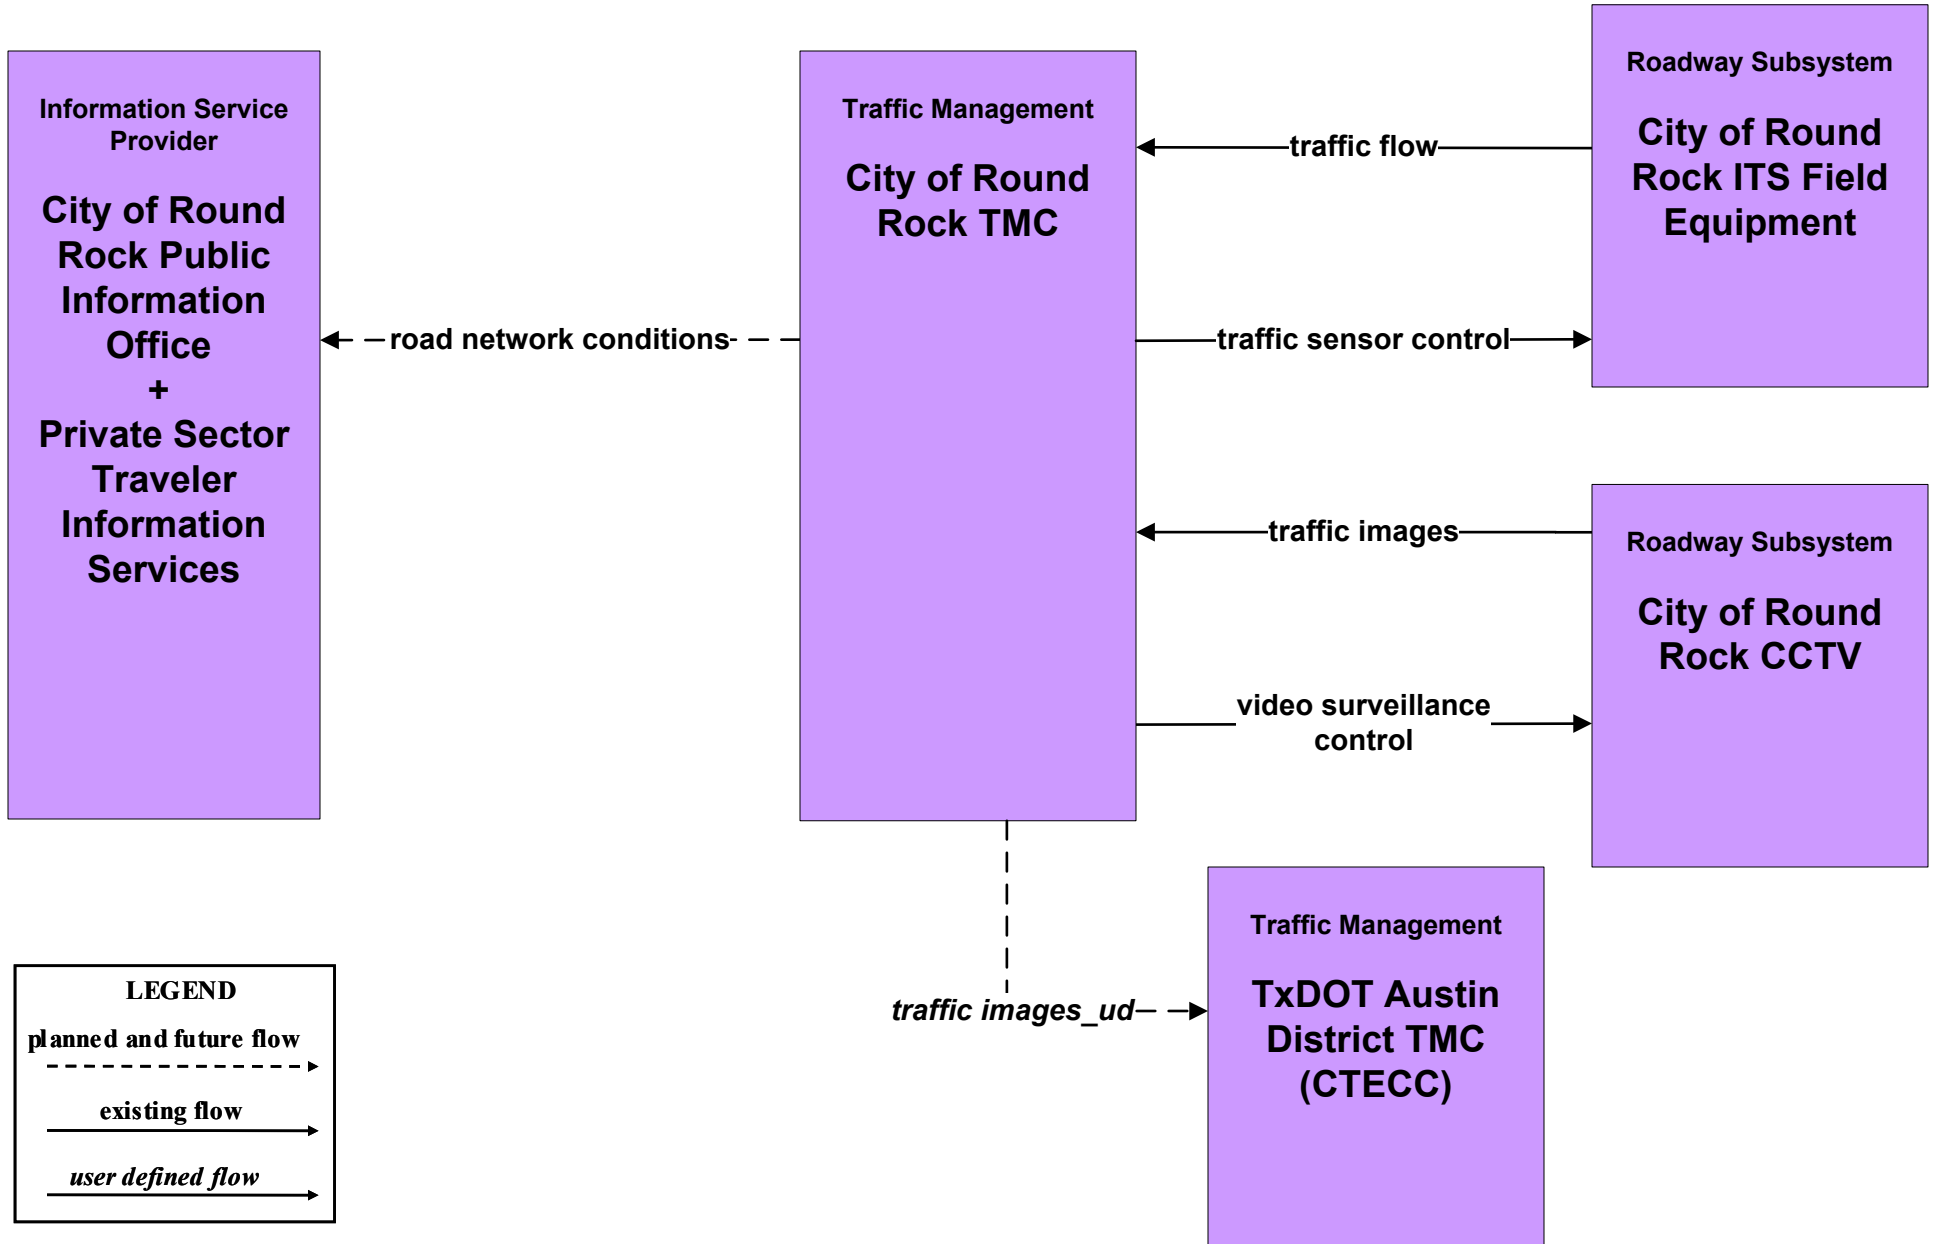 Information Service
Provider
City of Round
Rock Public
Information
Office
+
Private Sector
Traveler
Information
Services
road network conditions
Traffic Management
City of Round
Rock TMC
traffic flow
traffic sensor control
traffic images
video surveillance
control
Roadway Subsystem
City of Round
Rock ITS Field
Equipment
Roadway Subsystem
City of Round
Rock CCTV
traffic images_ud
Traffic Management
TxDOT Austin
District TMC
(CTECC)
LEGEND
planned and future flow
existing flow
user defined flow